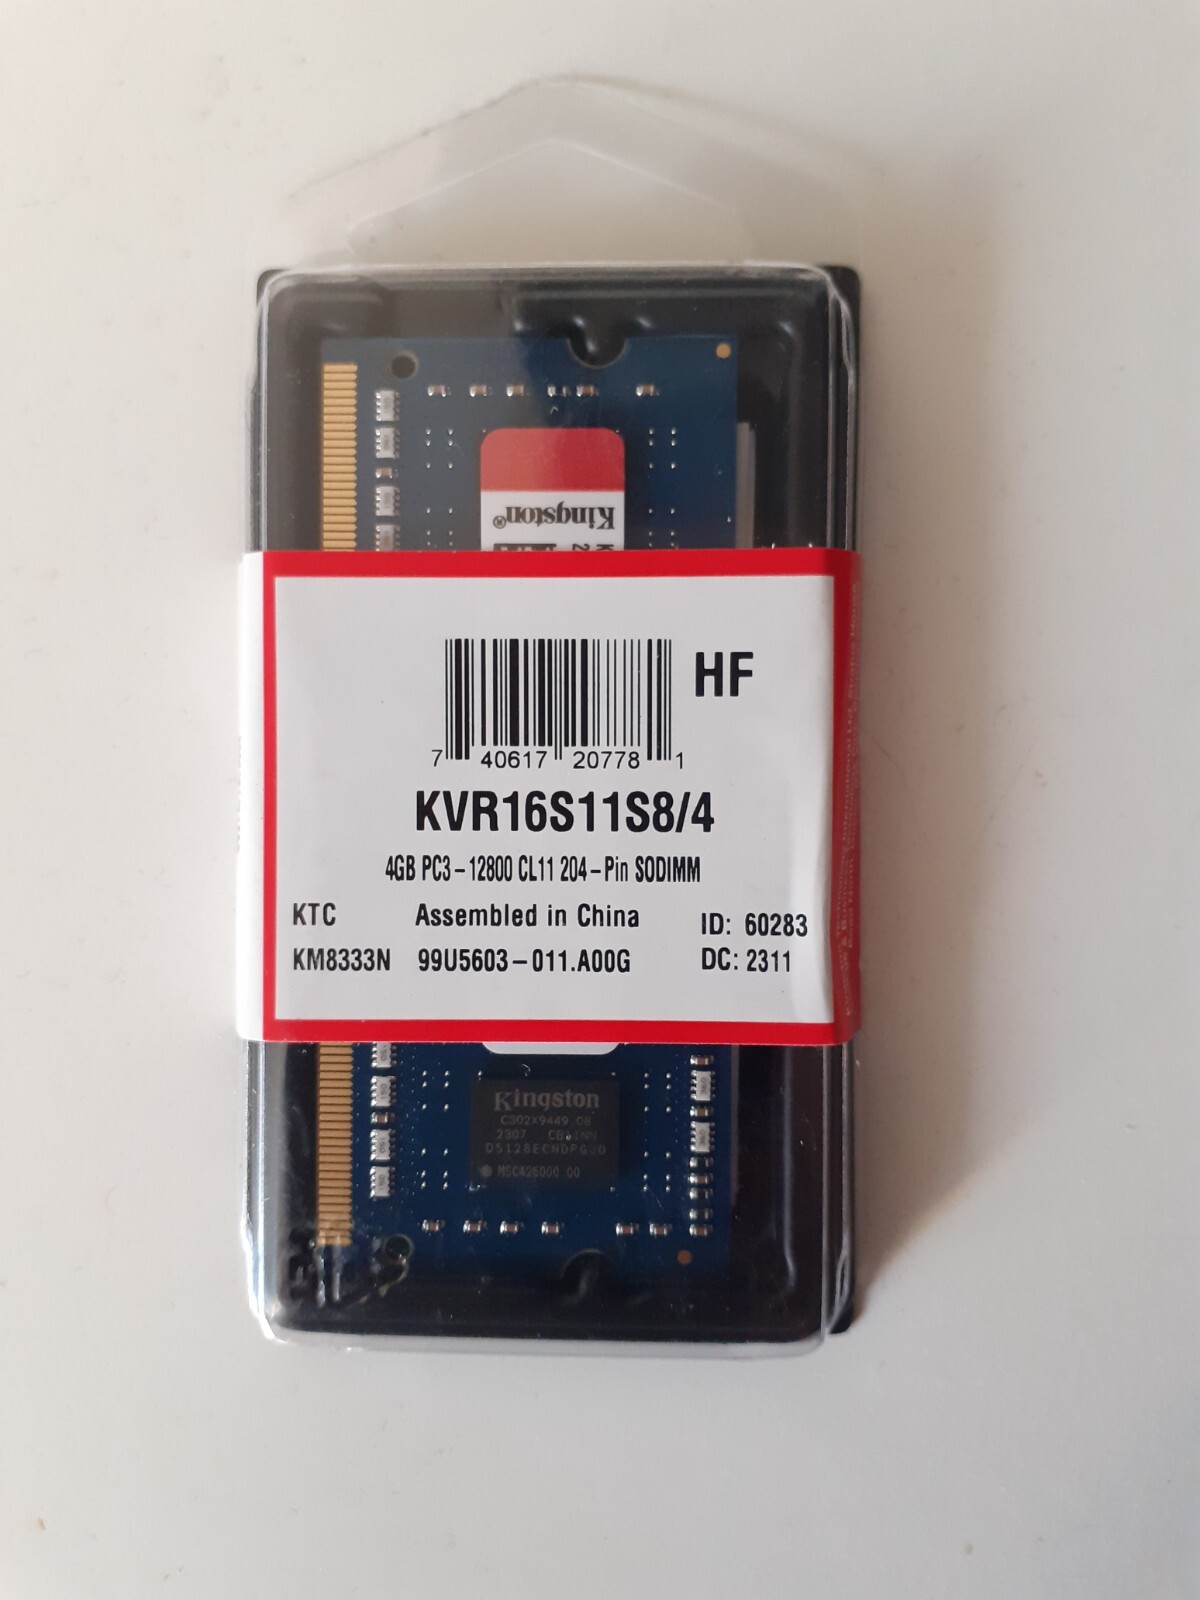 Kingston®
HF
7 40617 20778 1
KVR16S11S8/4
4GB PC3-12800 CL11 204-Pin SODIMM
KTC Assembled in China ID: 60283
KM8333N 99U5603-011.A00G DC: 2311
Kingston
2307